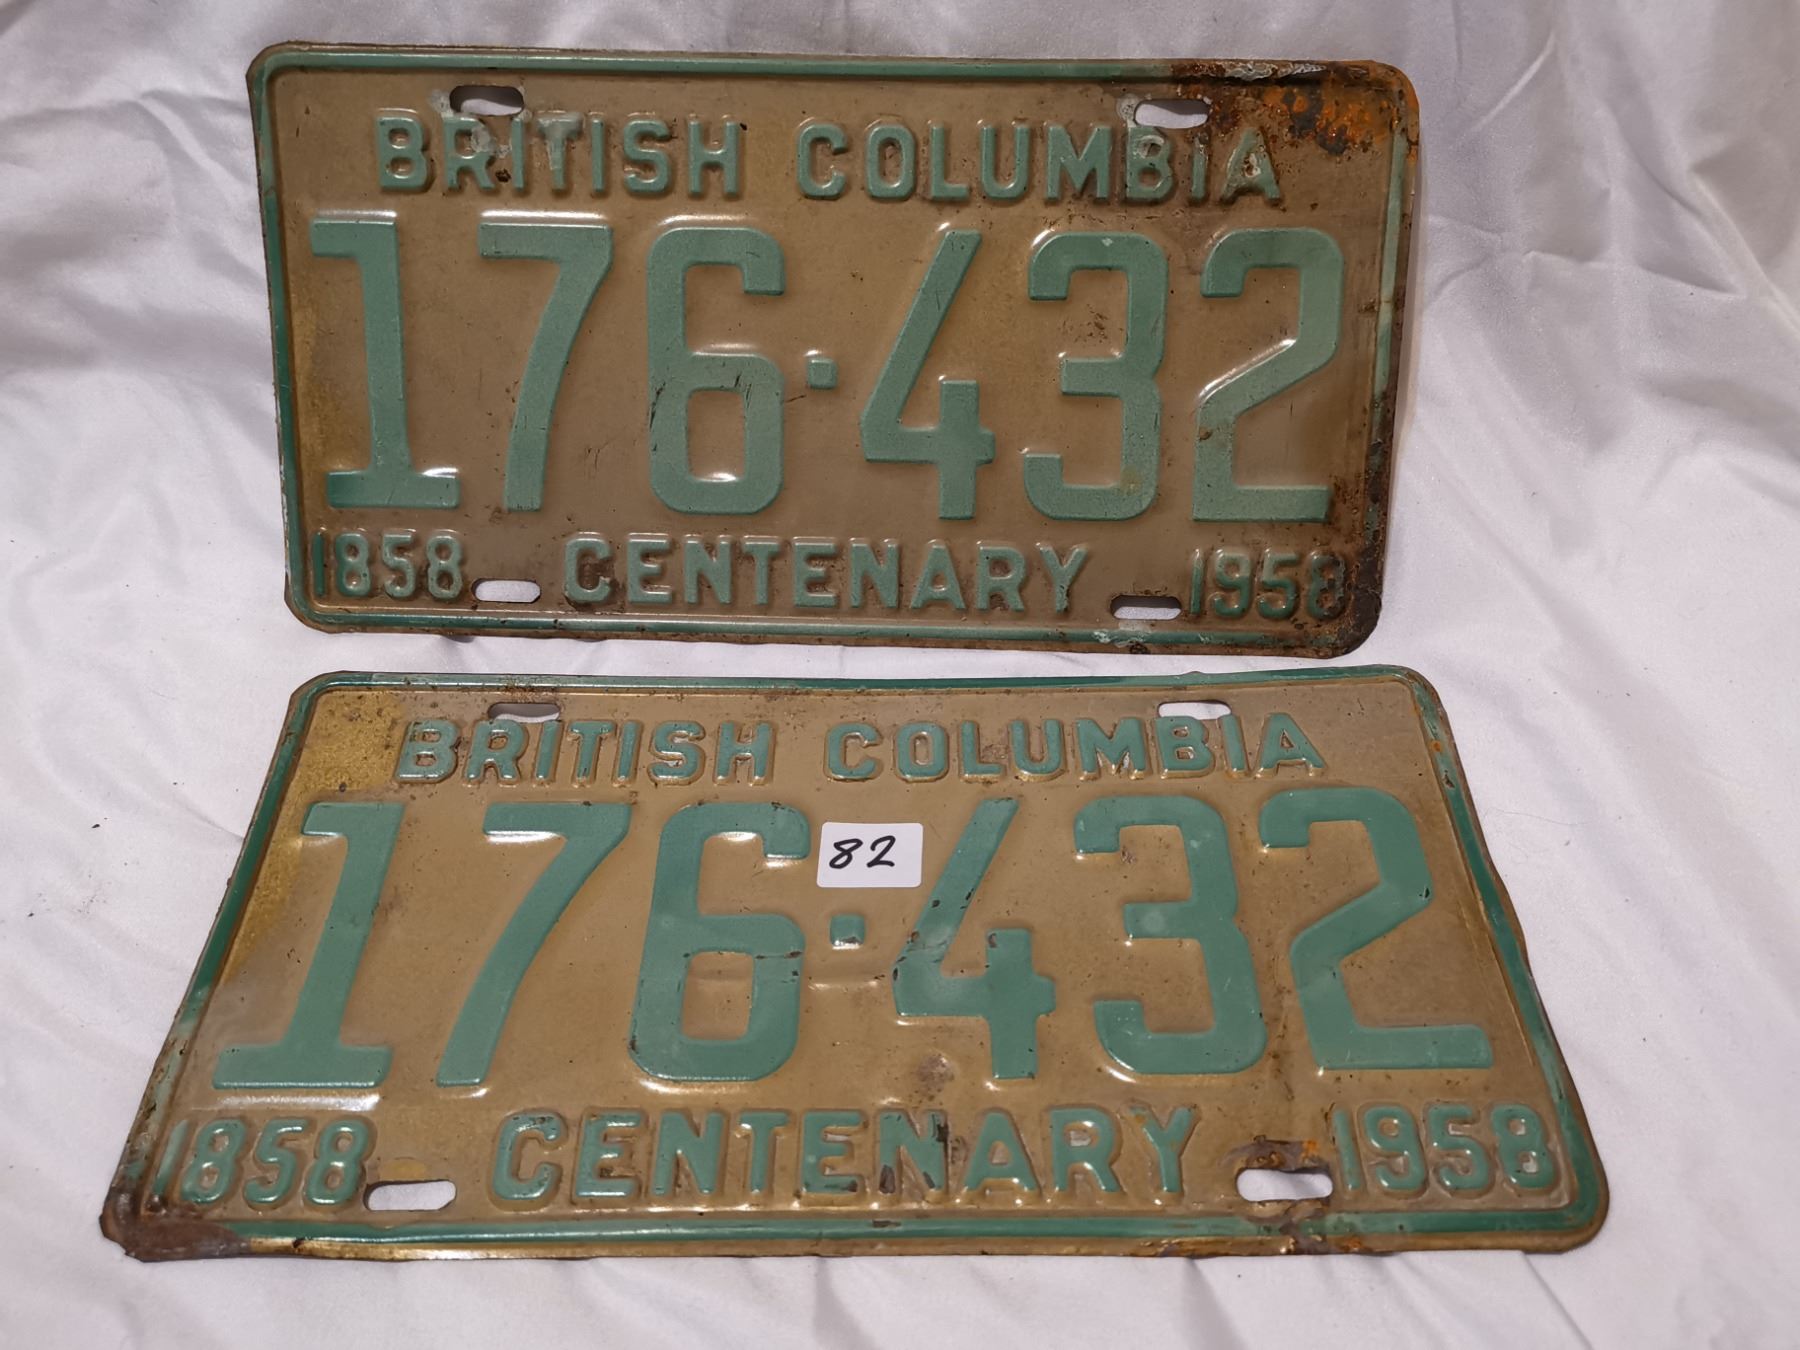 BRITISH COLUMBIA
176·432
1858 CENTENARY 1958
BRITISH COLUMBIA
82
176·432
1858 CENTENARY 1958